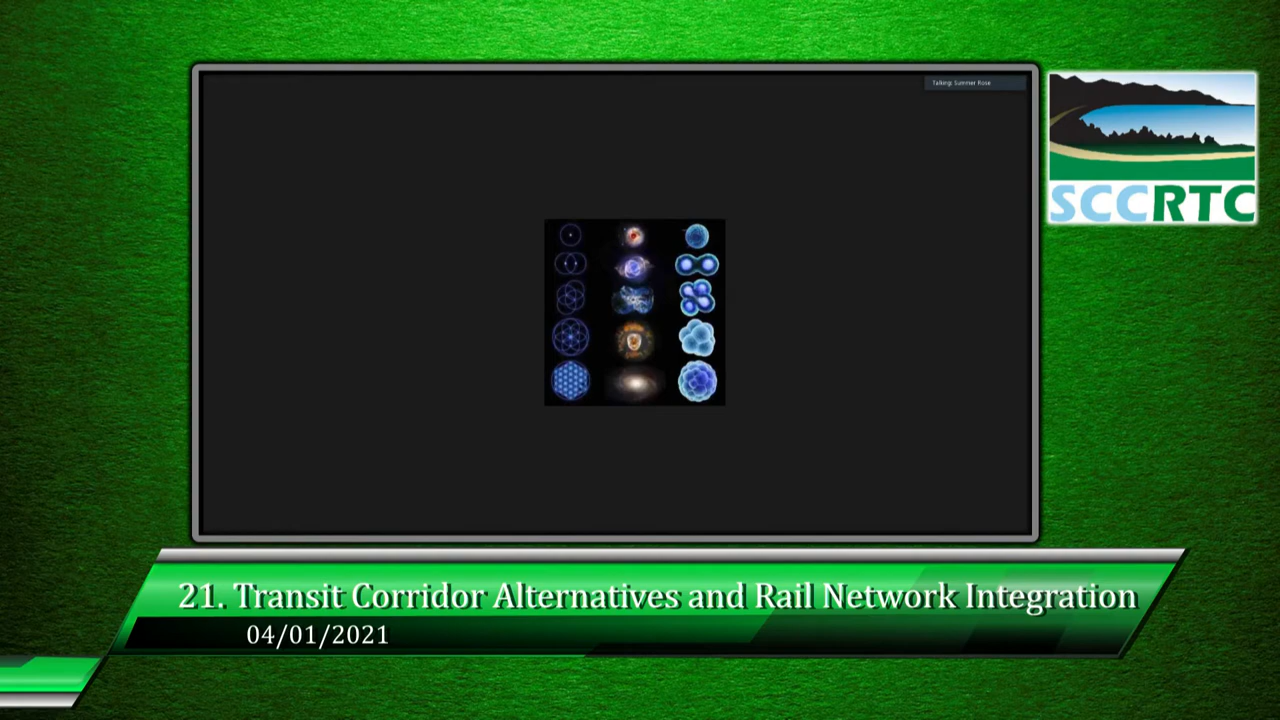 Talking: Summer Rose
SCCRTC
21. Transit Corridor Alternatives and Rail Network Integration
04/01/2021